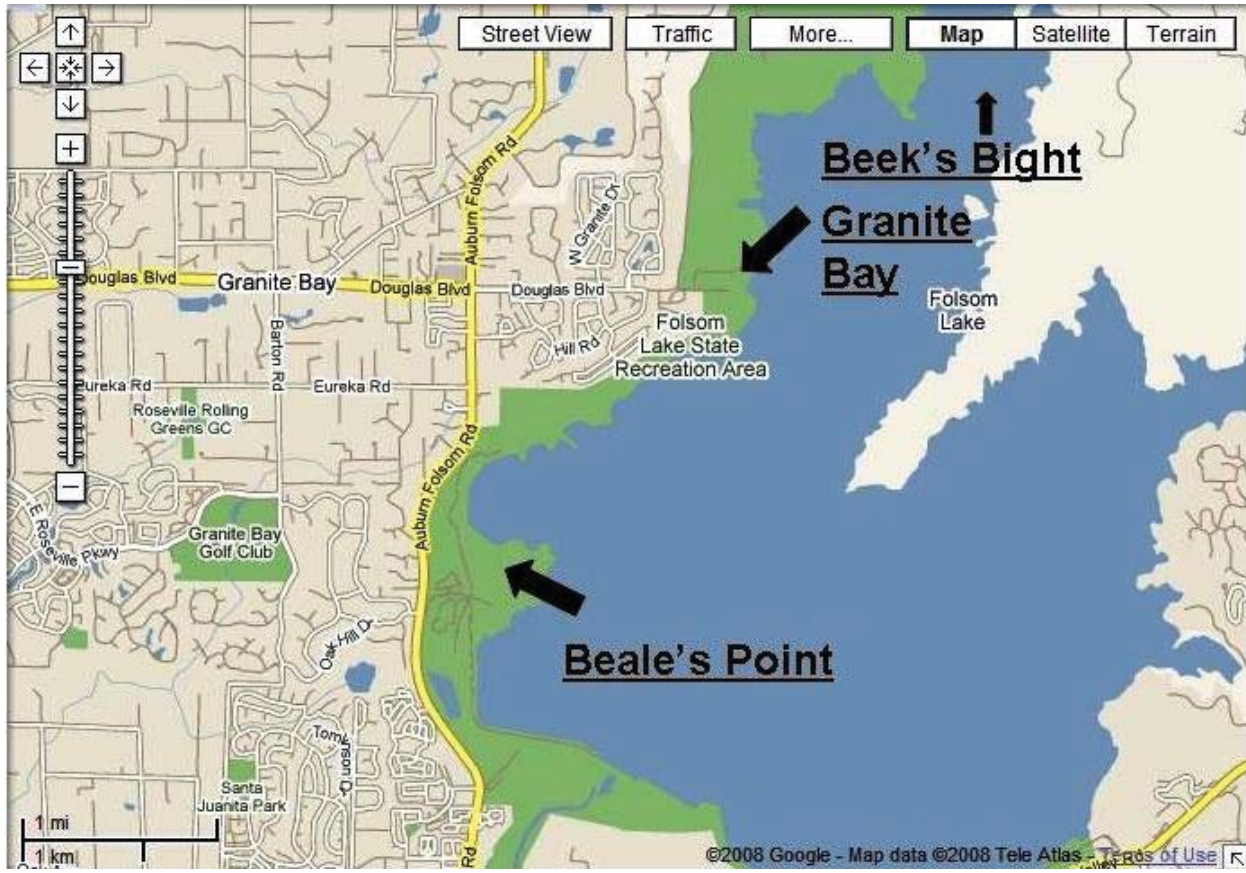 Street View
Traffic
More...
Map
Satellite
Terrain
Beek's Bight
Granite
Bay
Auburn Folsom Rd
W Granite Dr
Douglas Blvd
Granite Bay
Douglas Blvd
Douglas Blvd
Folsom
Lake
Folsom
Lake State
Recreation Area
Hill Rd
Barton Rd
Eureka Rd
Eureka Rd
Roseville Rolling
Greens GC
Auburn Folsom Rd
E Roseville Pkwy
Granite Bay
Golf Club
Oak Hill Dr
Beale's Point
Santa
Juanita Park
1 mi
1 km
Rd
©2008 Google - Map data ©2008 Tele Atlas - Terms of Use